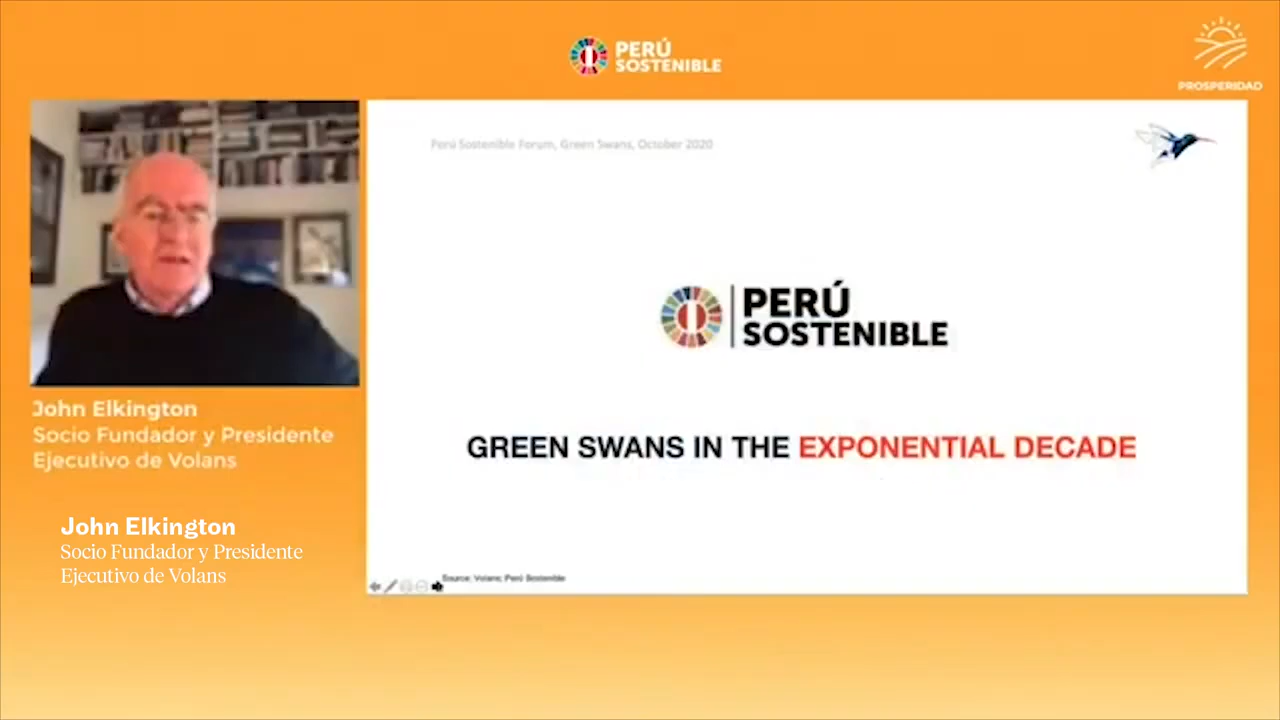 PERÚ
SOSTENIBLE
PROSPERIDAD
Perú Sostenible Forum, Green Swans, October 2020
PERÚ
SOSTENIBLE
GREEN SWANS IN THE EXPONENTIAL DECADE
Source: Volans; Perú Sostenible
John Elkington
Socio Fundador y Presidente
Ejecutivo de Volans
John Elkington
Socio Fundador y Presidente
Ejecutivo de Volans